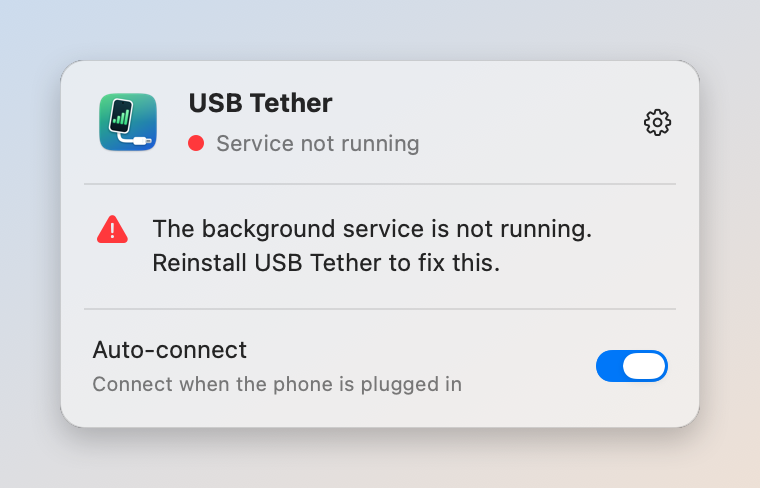 USB Tether
Service not running
The background service is not running.
Reinstall USB Tether to fix this.
Auto-connect
Connect when the phone is plugged in